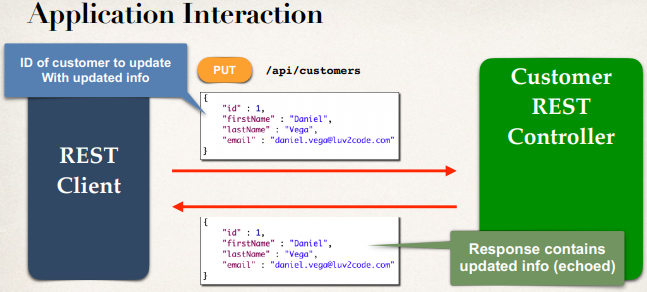 Application Interaction
ID of customer to update
With updated info
PUT
/api/customers
{
"id" : 1,
"firstName" : "Daniel",
"lastName" : "Vega",
"email" : "daniel.vega@luv2code.com"
}
REST
Client
Customer
REST
Controller
{
"id" : 1,
"firstName" : "Daniel",
"lastName" : "Vega",
"email" : "daniel.vega@luv2code.com"
}
Response contains
updated info (echoed)